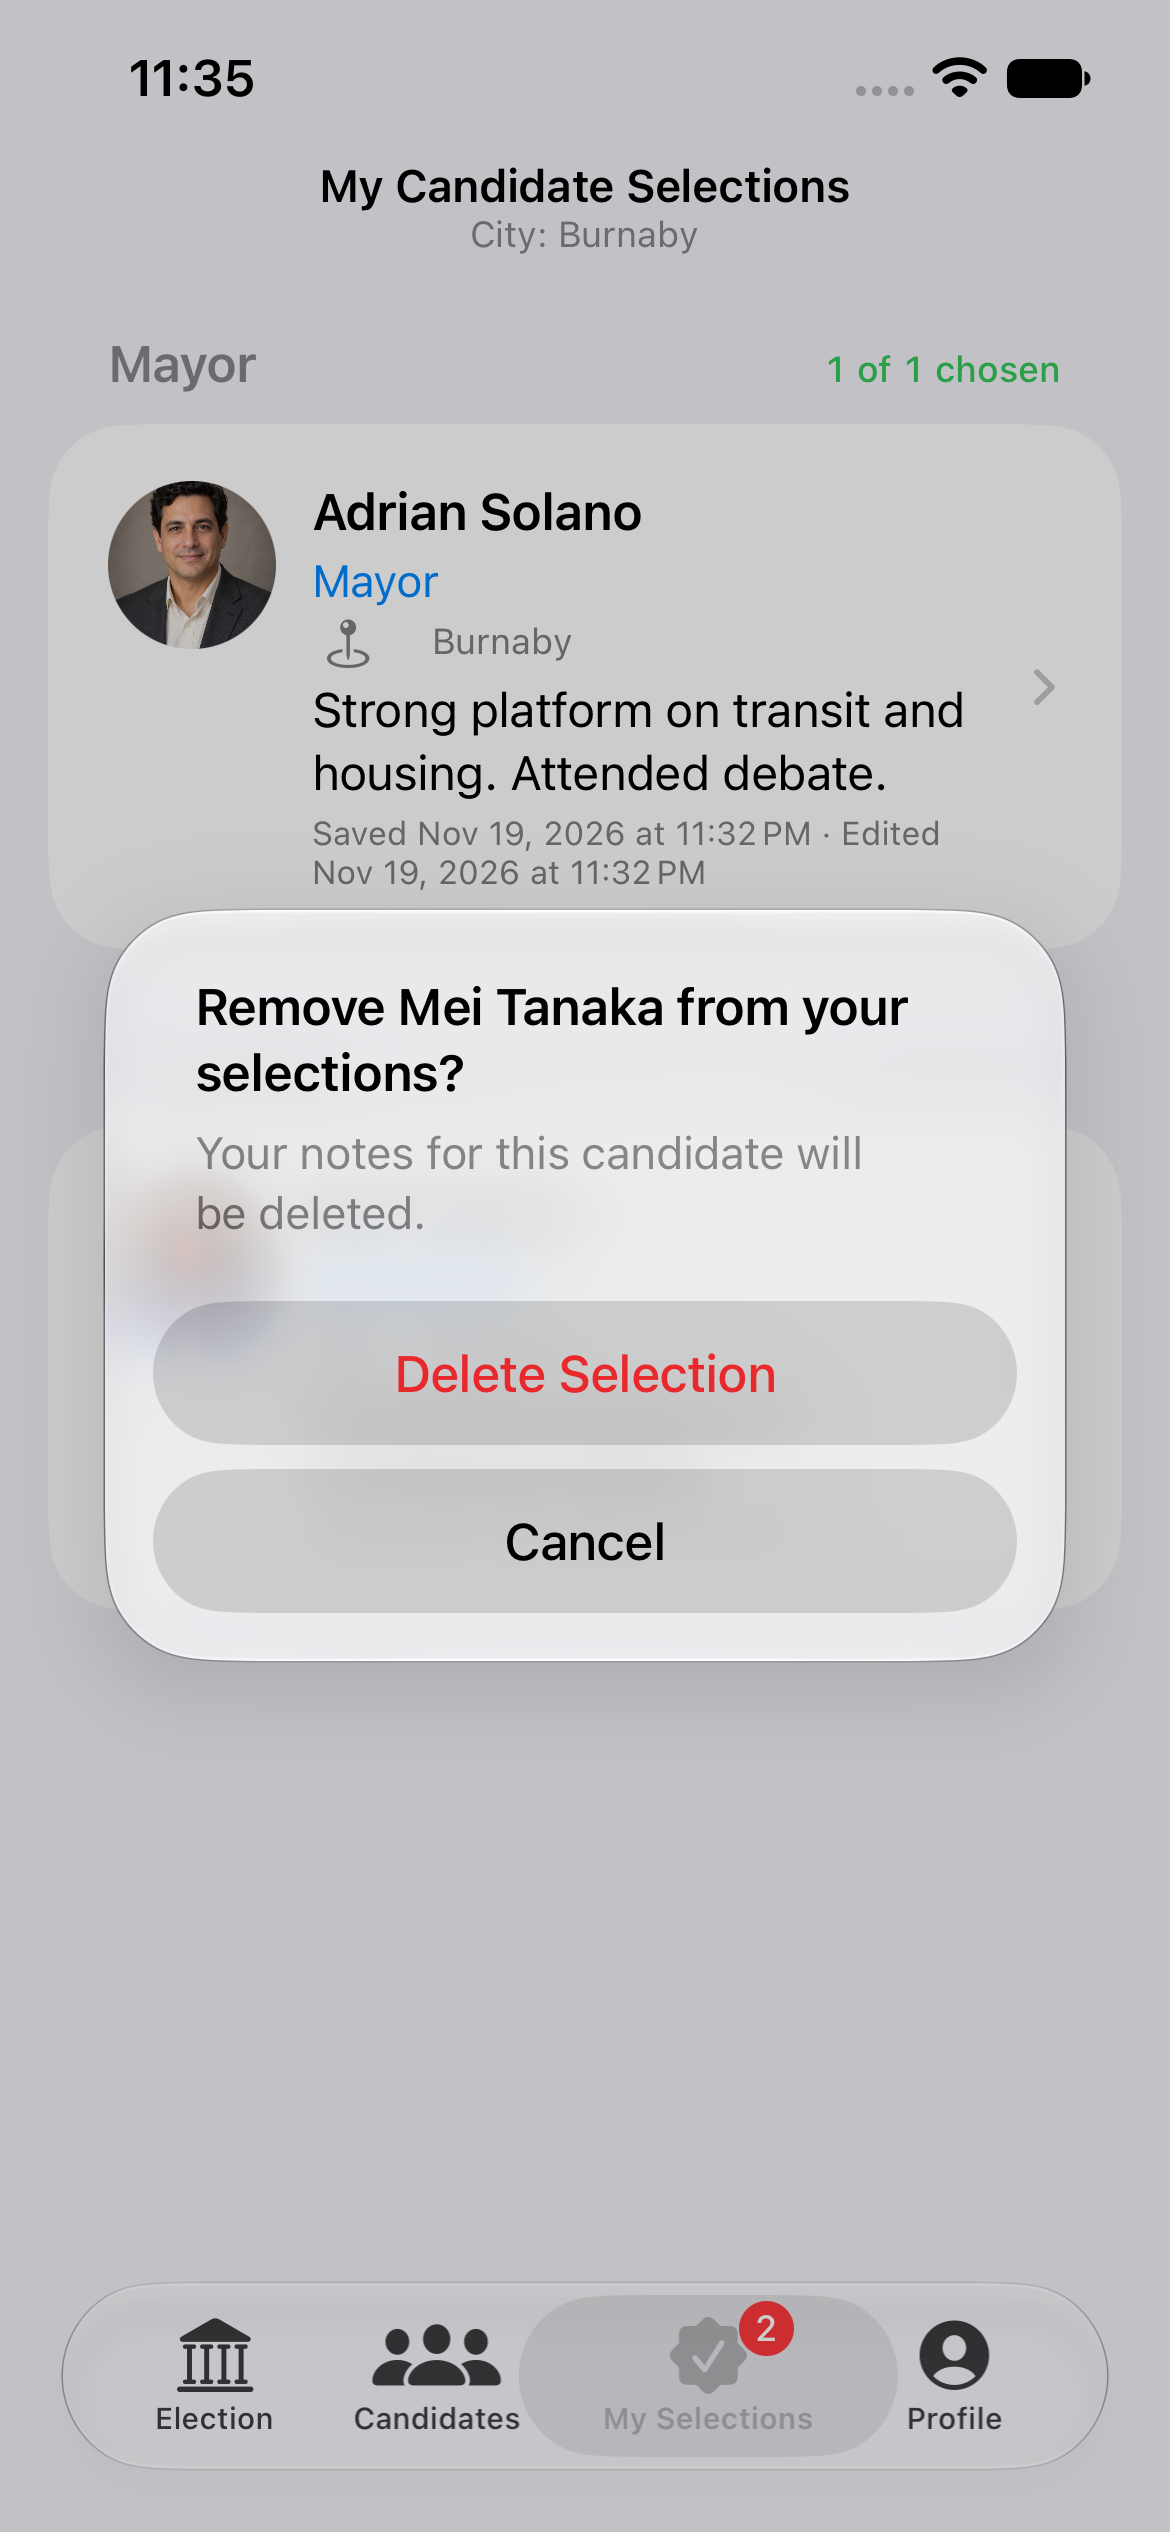 11:35
My Candidate Selections
City: Burnaby
Mayor
1 of 1 chosen
Adrian Solano
Mayor
Burnaby
Strong platform on transit and
housing. Attended debate.
Saved Nov 19, 2026 at 11:32 PM · Edited
Nov 19, 2026 at 11:32 PM
Remove Mei Tanaka from your
selections?
Your notes for this candidate will
be deleted.
Delete Selection
Cancel
2
Election
Candidates
My Selections
Profile